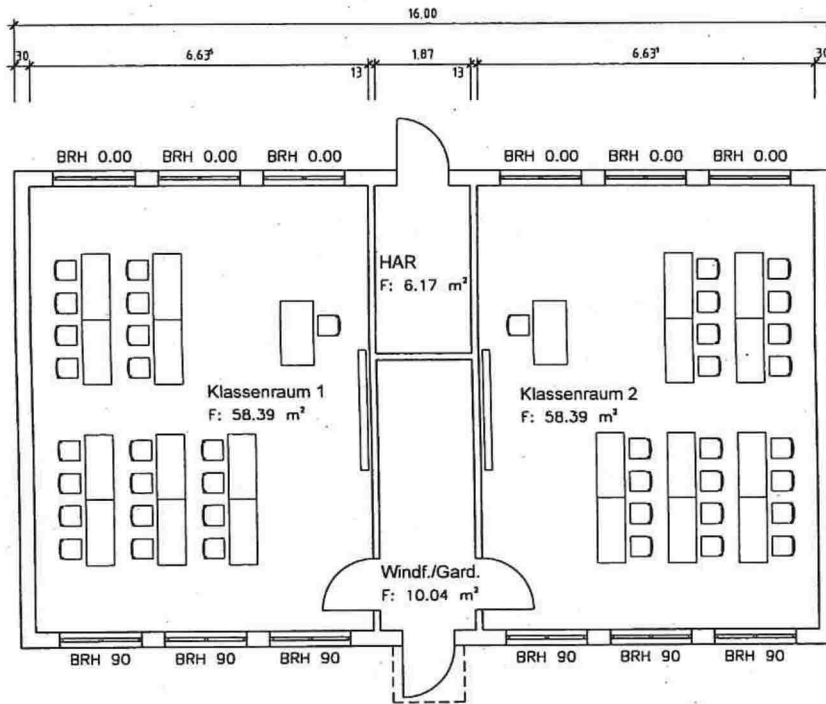 16.00
30 6.63⁵ 13 1.87 13 6.63⁵ 30
BRH 0.00 BRH 0.00 BRH 0.00 BRH 0.00 BRH 0.00 BRH 0.00
HAR
F: 6.17 m²
Klassenraum 1
F: 58.39 m²
Klassenraum 2
F: 58.39 m²
Windf./Gard.
F: 10.04 m²
BRH 90 BRH 90 BRH 90 BRH 90 BRH 90 BRH 90